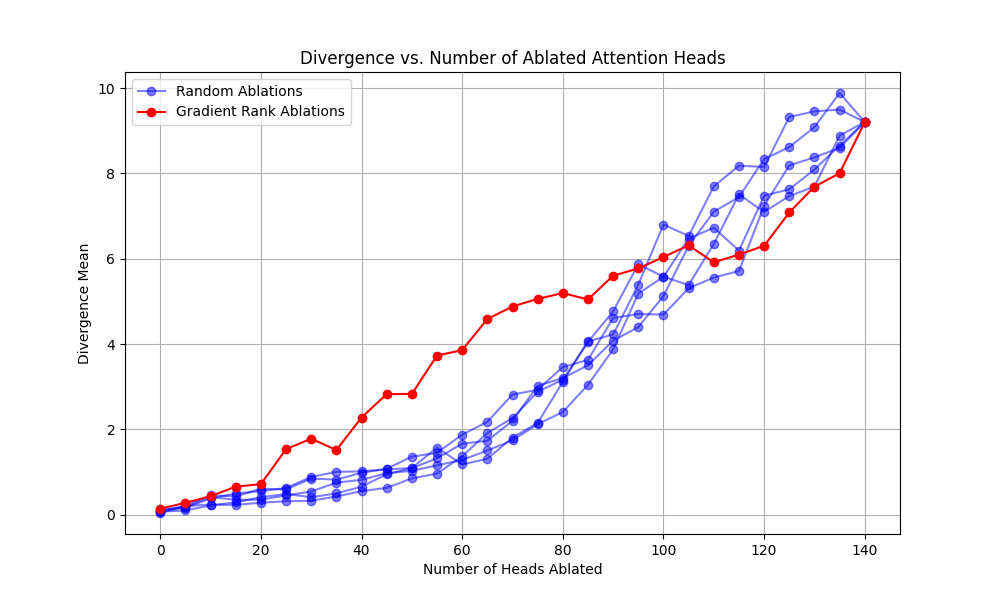 Divergence vs. Number of Ablated Attention Heads
Random Ablations
Gradient Rank Ablations
10
8
6
4
2
0
Divergence Mean
0 20 40 60 80 100 120 140
Number of Heads Ablated